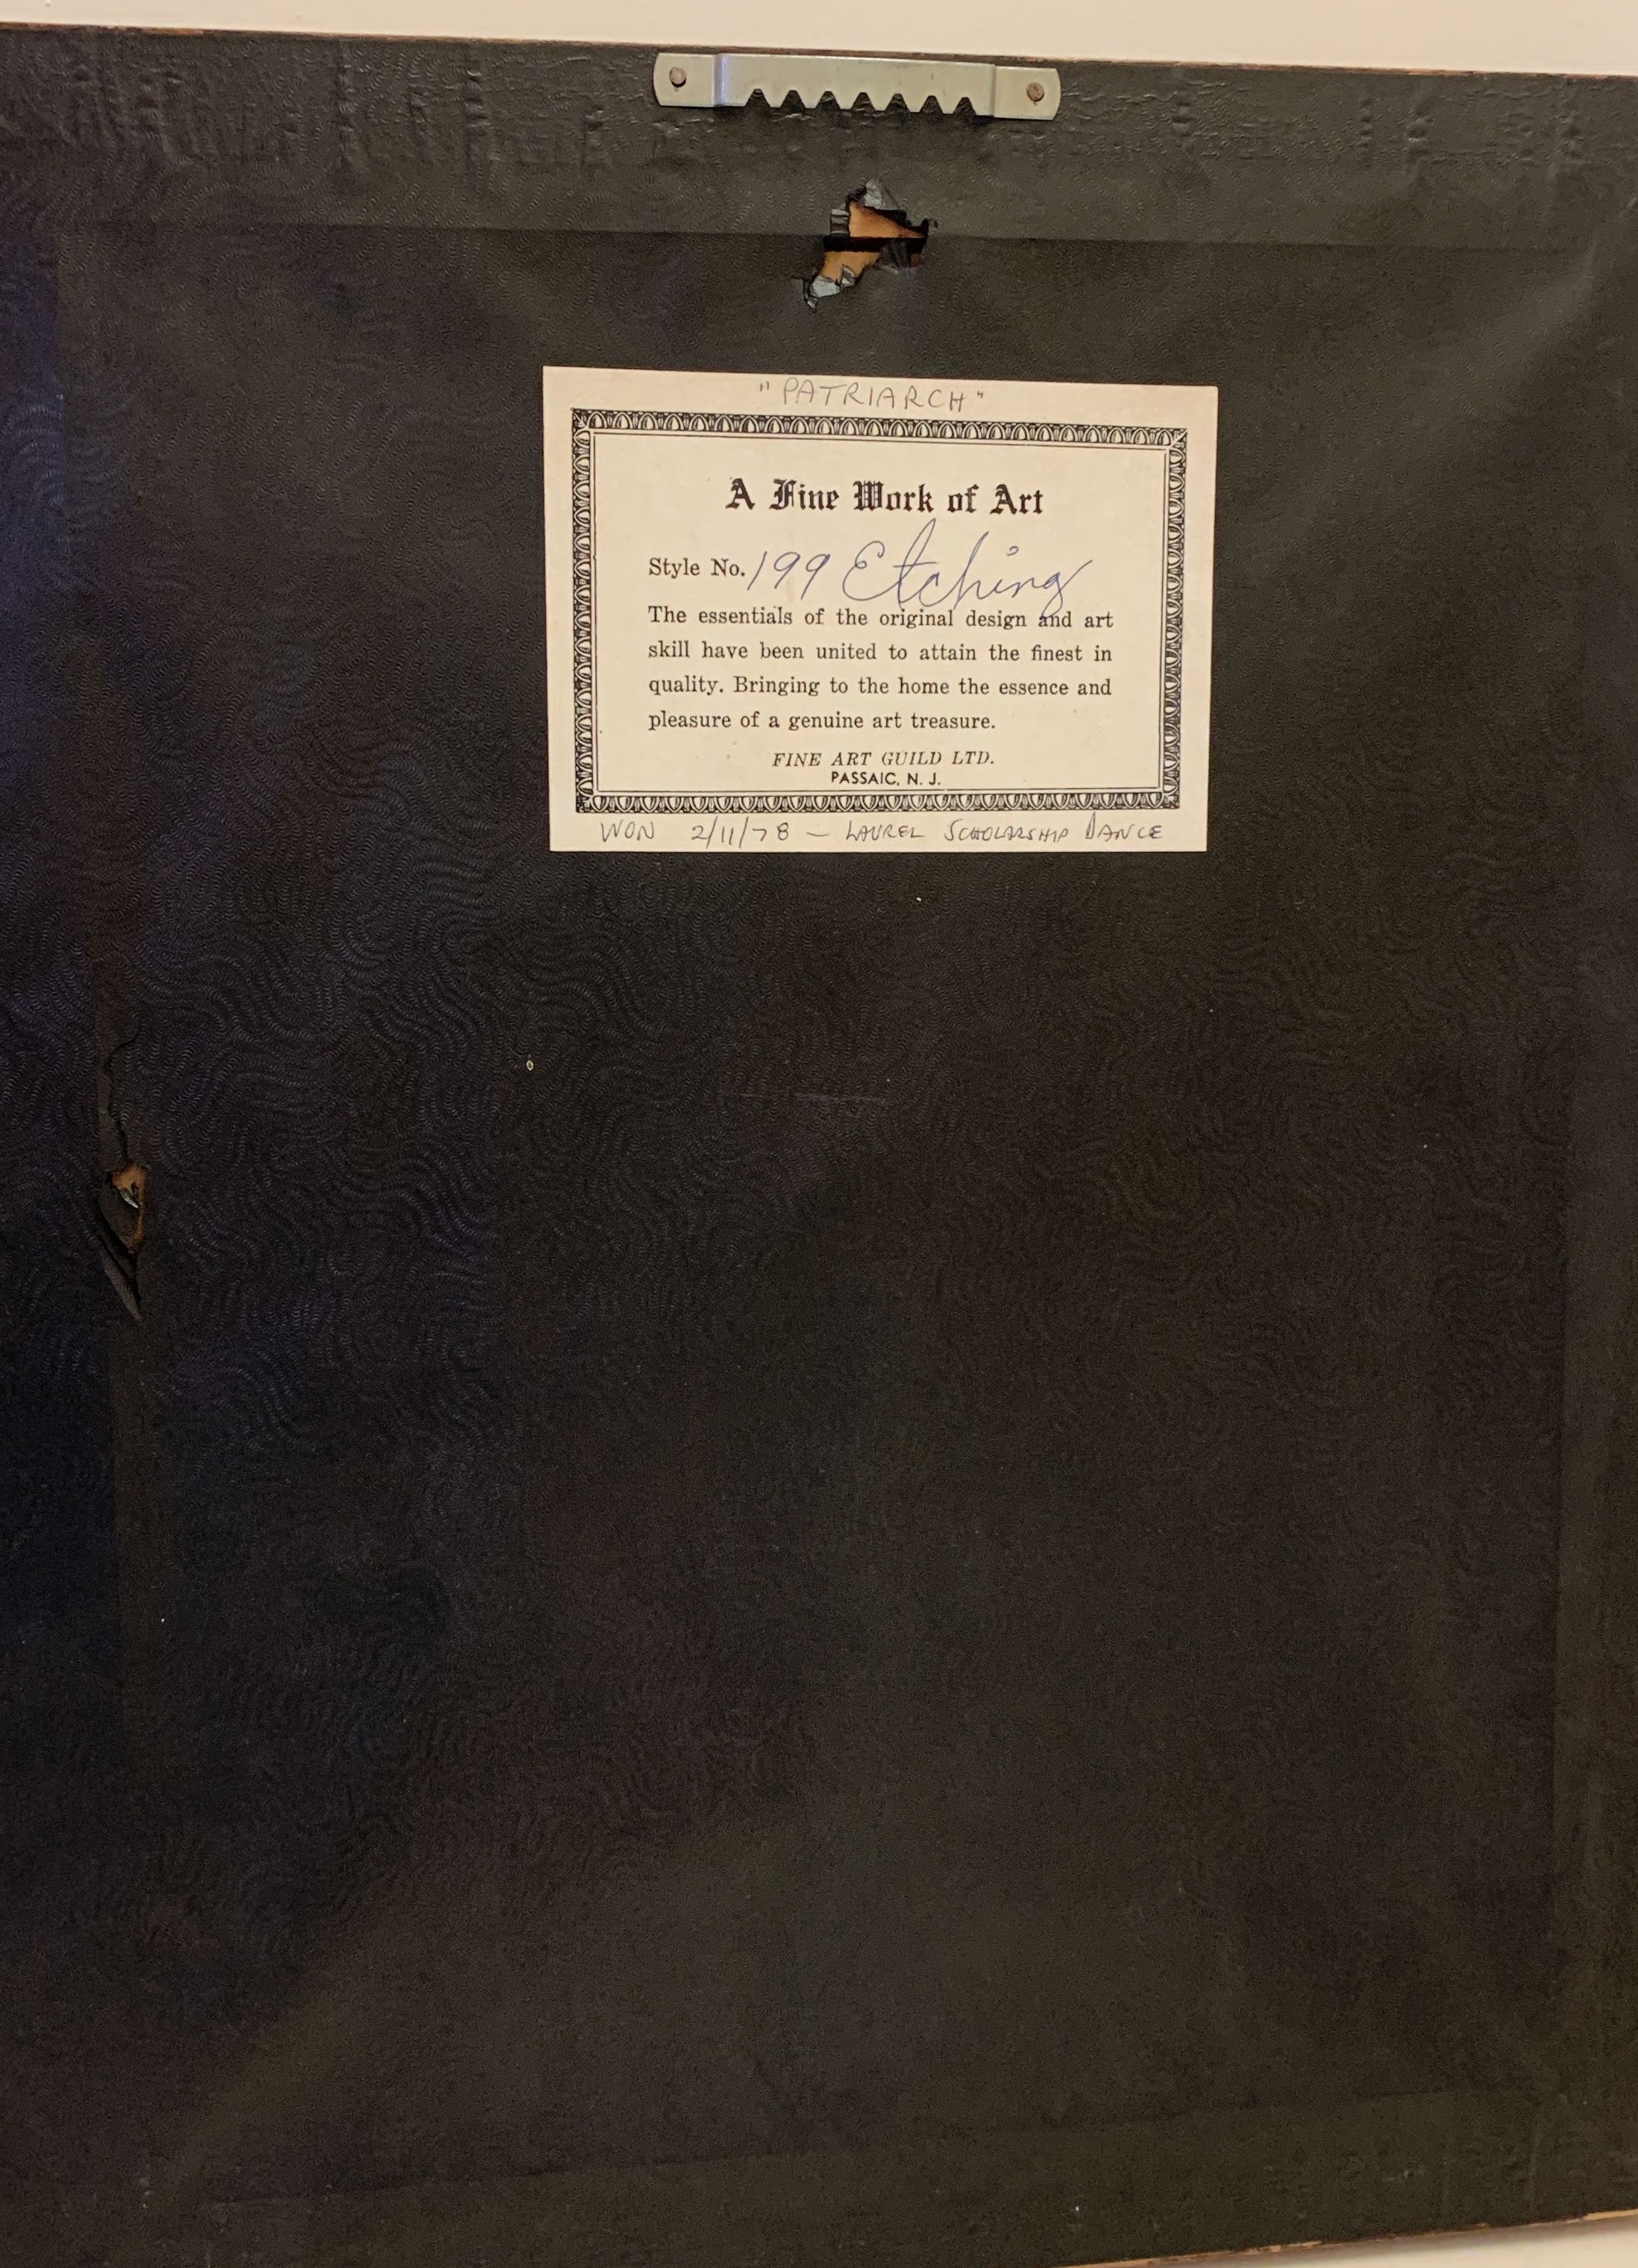 "PATRIARCH"
A Fine Work of Art
Style No. 199 Etching
The essentials of the original design and art
skill have been united to attain the finest in
quality. Bringing to the home the essence and
pleasure of a genuine art treasure.
FINE ART GUILD LTD.
PASSAIC, N. J.
WON 2/11/78 - LAUREL SCHOLARSHIP DANCE